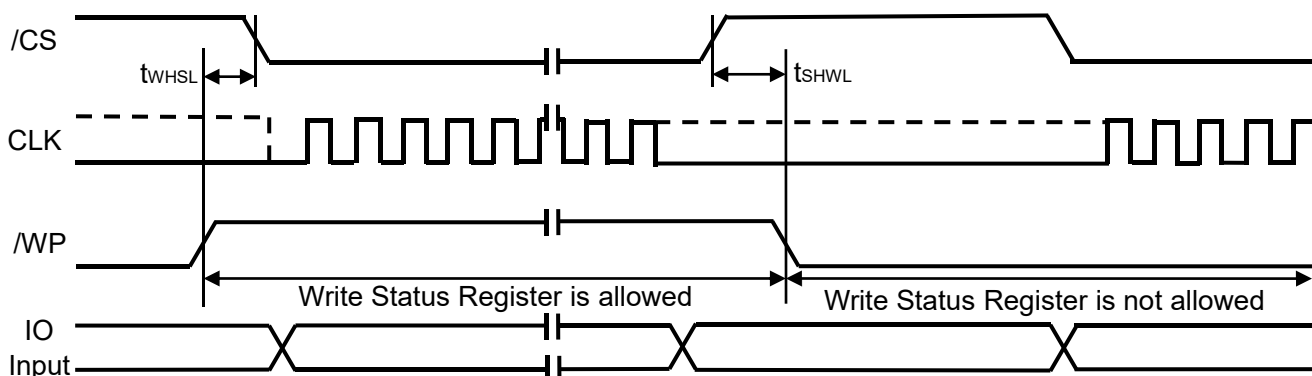 /CS
tWHSL
tSHWL
CLK
/WP
Write Status Register is allowed
Write Status Register is not allowed
IO
Input